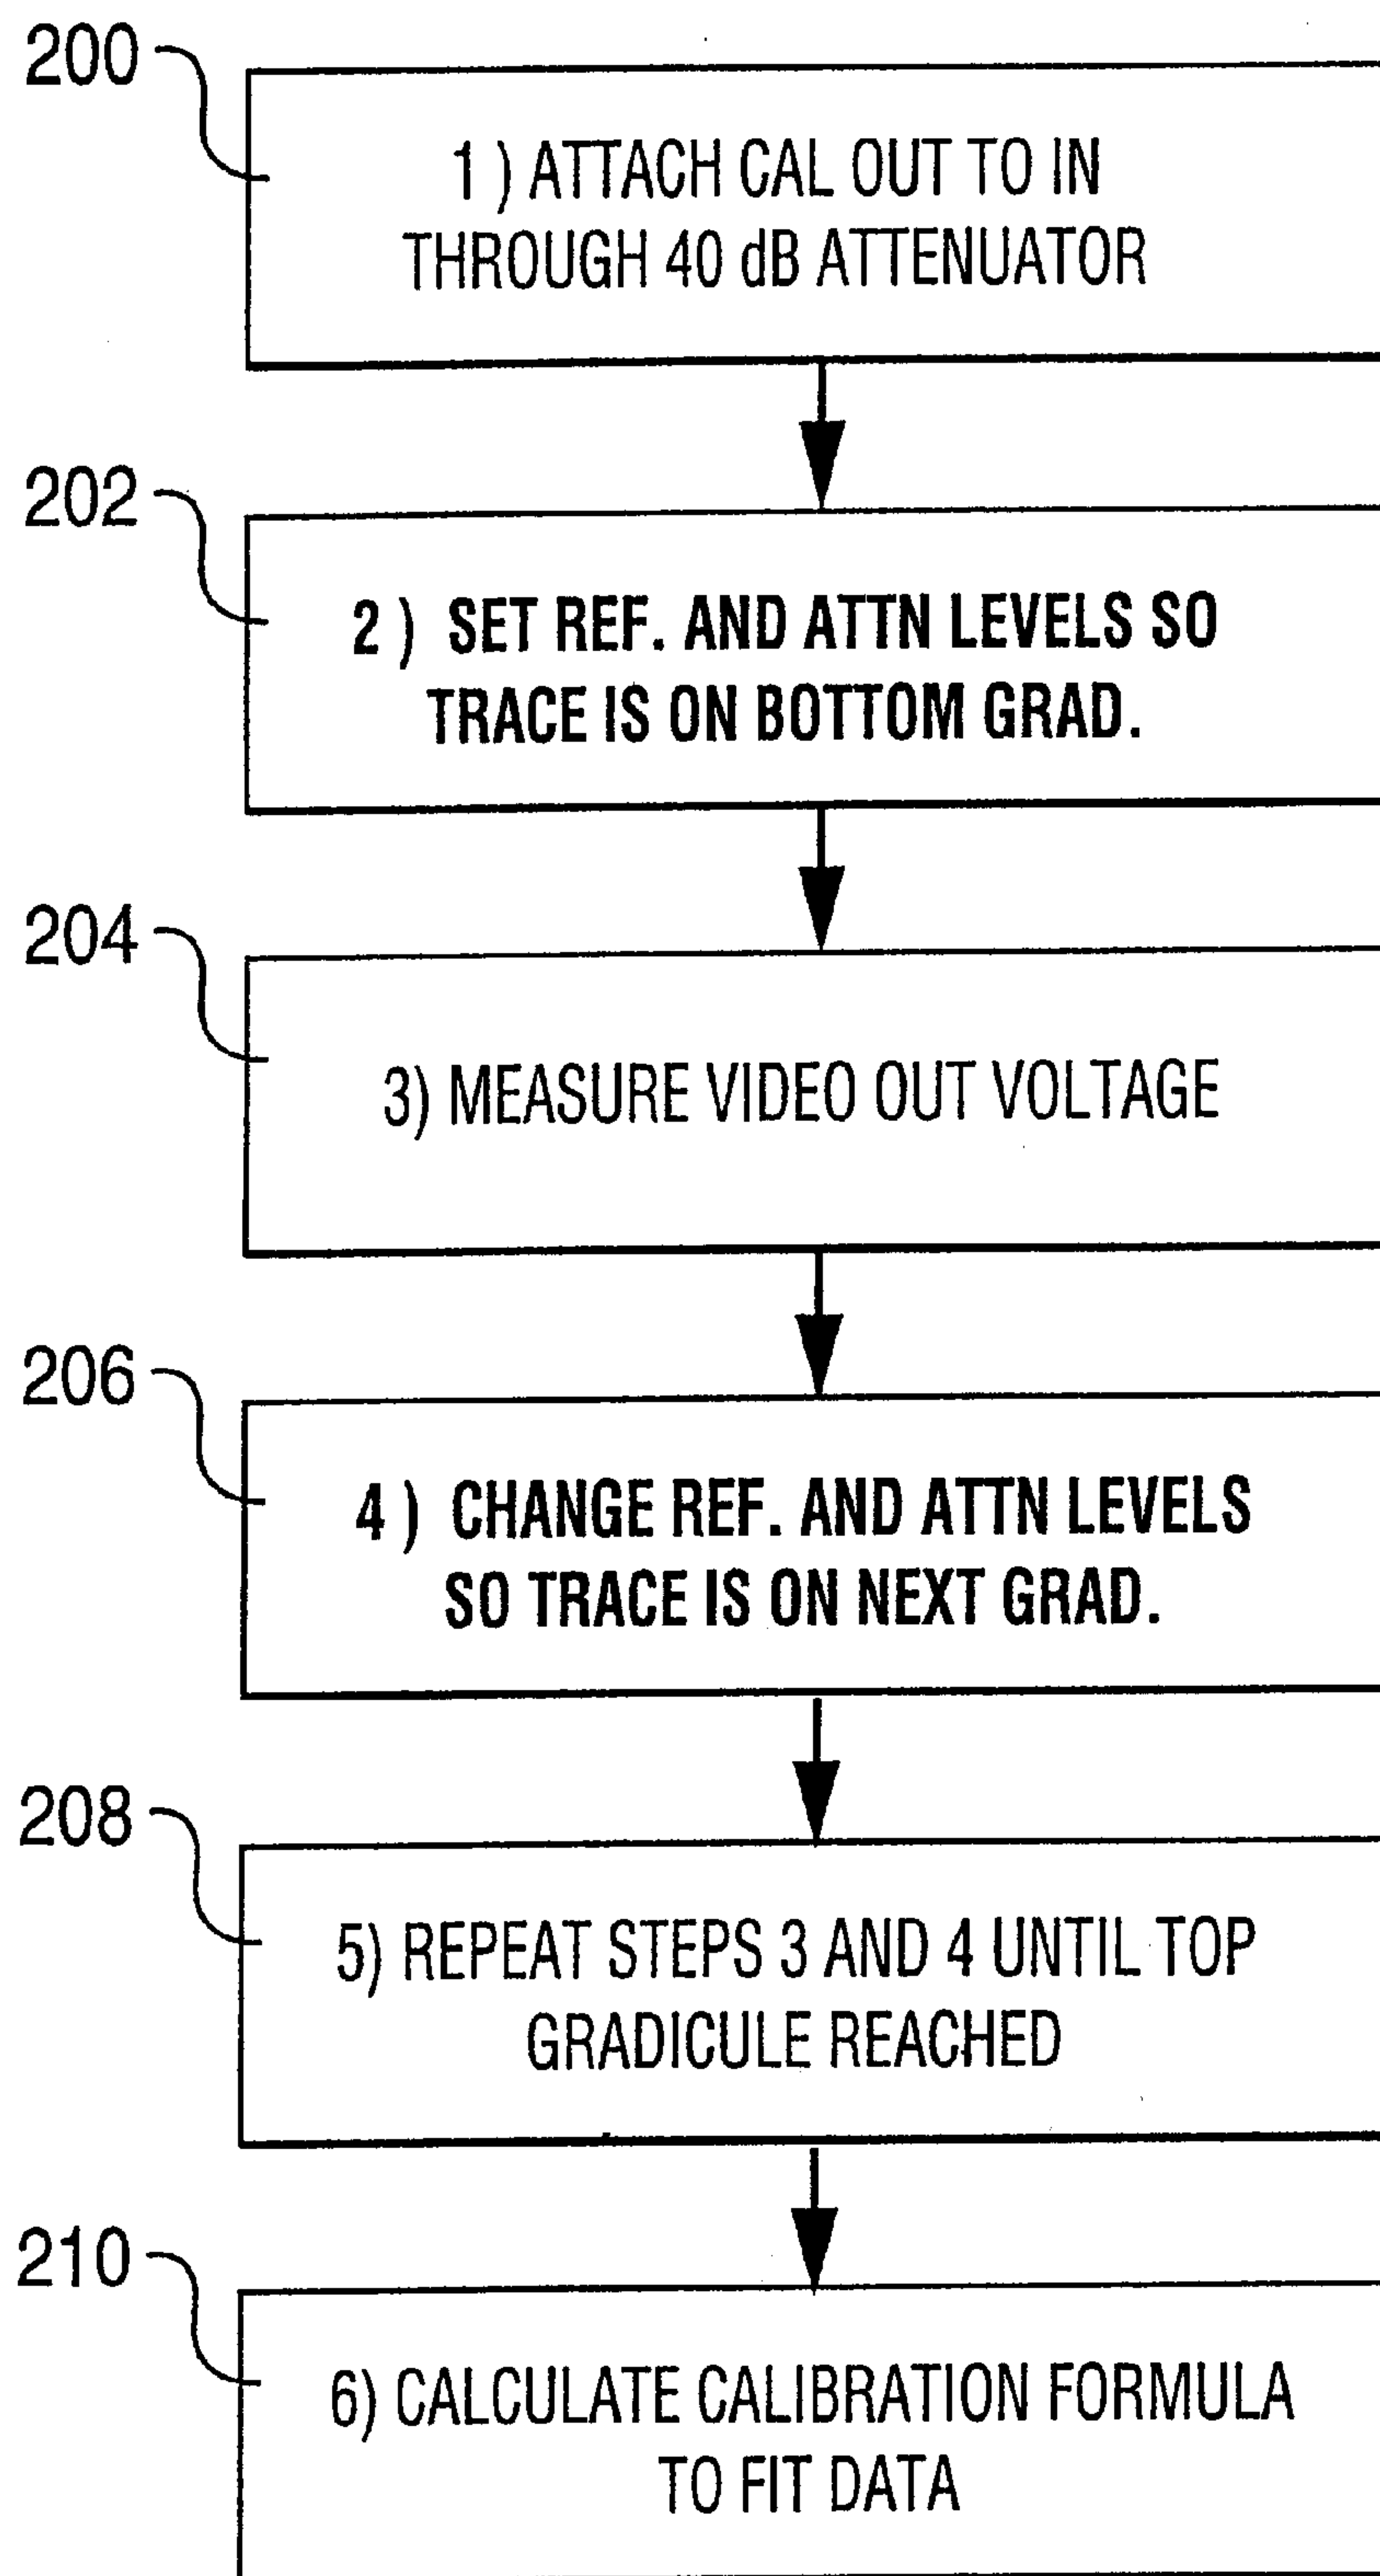 200
1 ) ATTACH CAL OUT TO IN
THROUGH 40 dB ATTENUATOR
202
2 ) SET REF. AND ATTN LEVELS SO
TRACE IS ON BOTTOM GRAD.
204
3) MEASURE VIDEO OUT VOLTAGE
206
4 ) CHANGE REF. AND ATTN LEVELS
SO TRACE IS ON NEXT GRAD.
208
5) REPEAT STEPS 3 AND 4 UNTIL TOP
GRADICULE REACHED
210
6) CALCULATE CALIBRATION FORMULA
TO FIT DATA